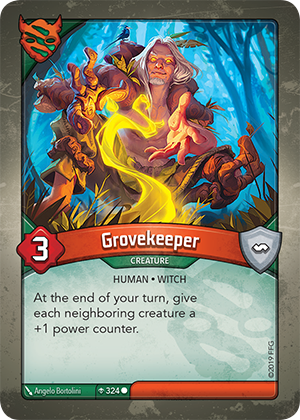 Grovekeeper
3
CREATURE
HUMAN • WITCH
At the end of your turn, give
each neighboring creature a
+1 power counter.
©2019 FFG
Angelo Bortolini 324